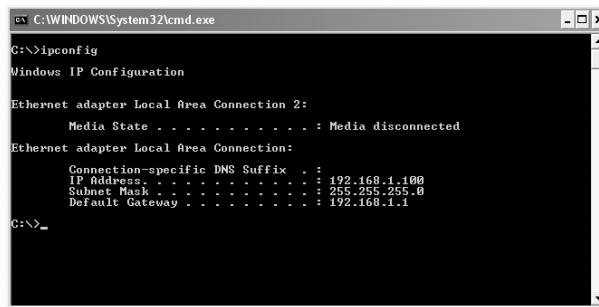 C:\WINDOWS\System32\cmd.exe
C:\>ipconfig
Windows IP Configuration
Ethernet adapter Local Area Connection 2:
Media State . . . . . . . . . . . : Media disconnected
Ethernet adapter Local Area Connection:
Connection-specific DNS Suffix . :
IP Address. . . . . . . . . . . . : 192.168.1.100
Subnet Mask . . . . . . . . . . . : 255.255.255.0
Default Gateway . . . . . . . . . : 192.168.1.1
C:\>_